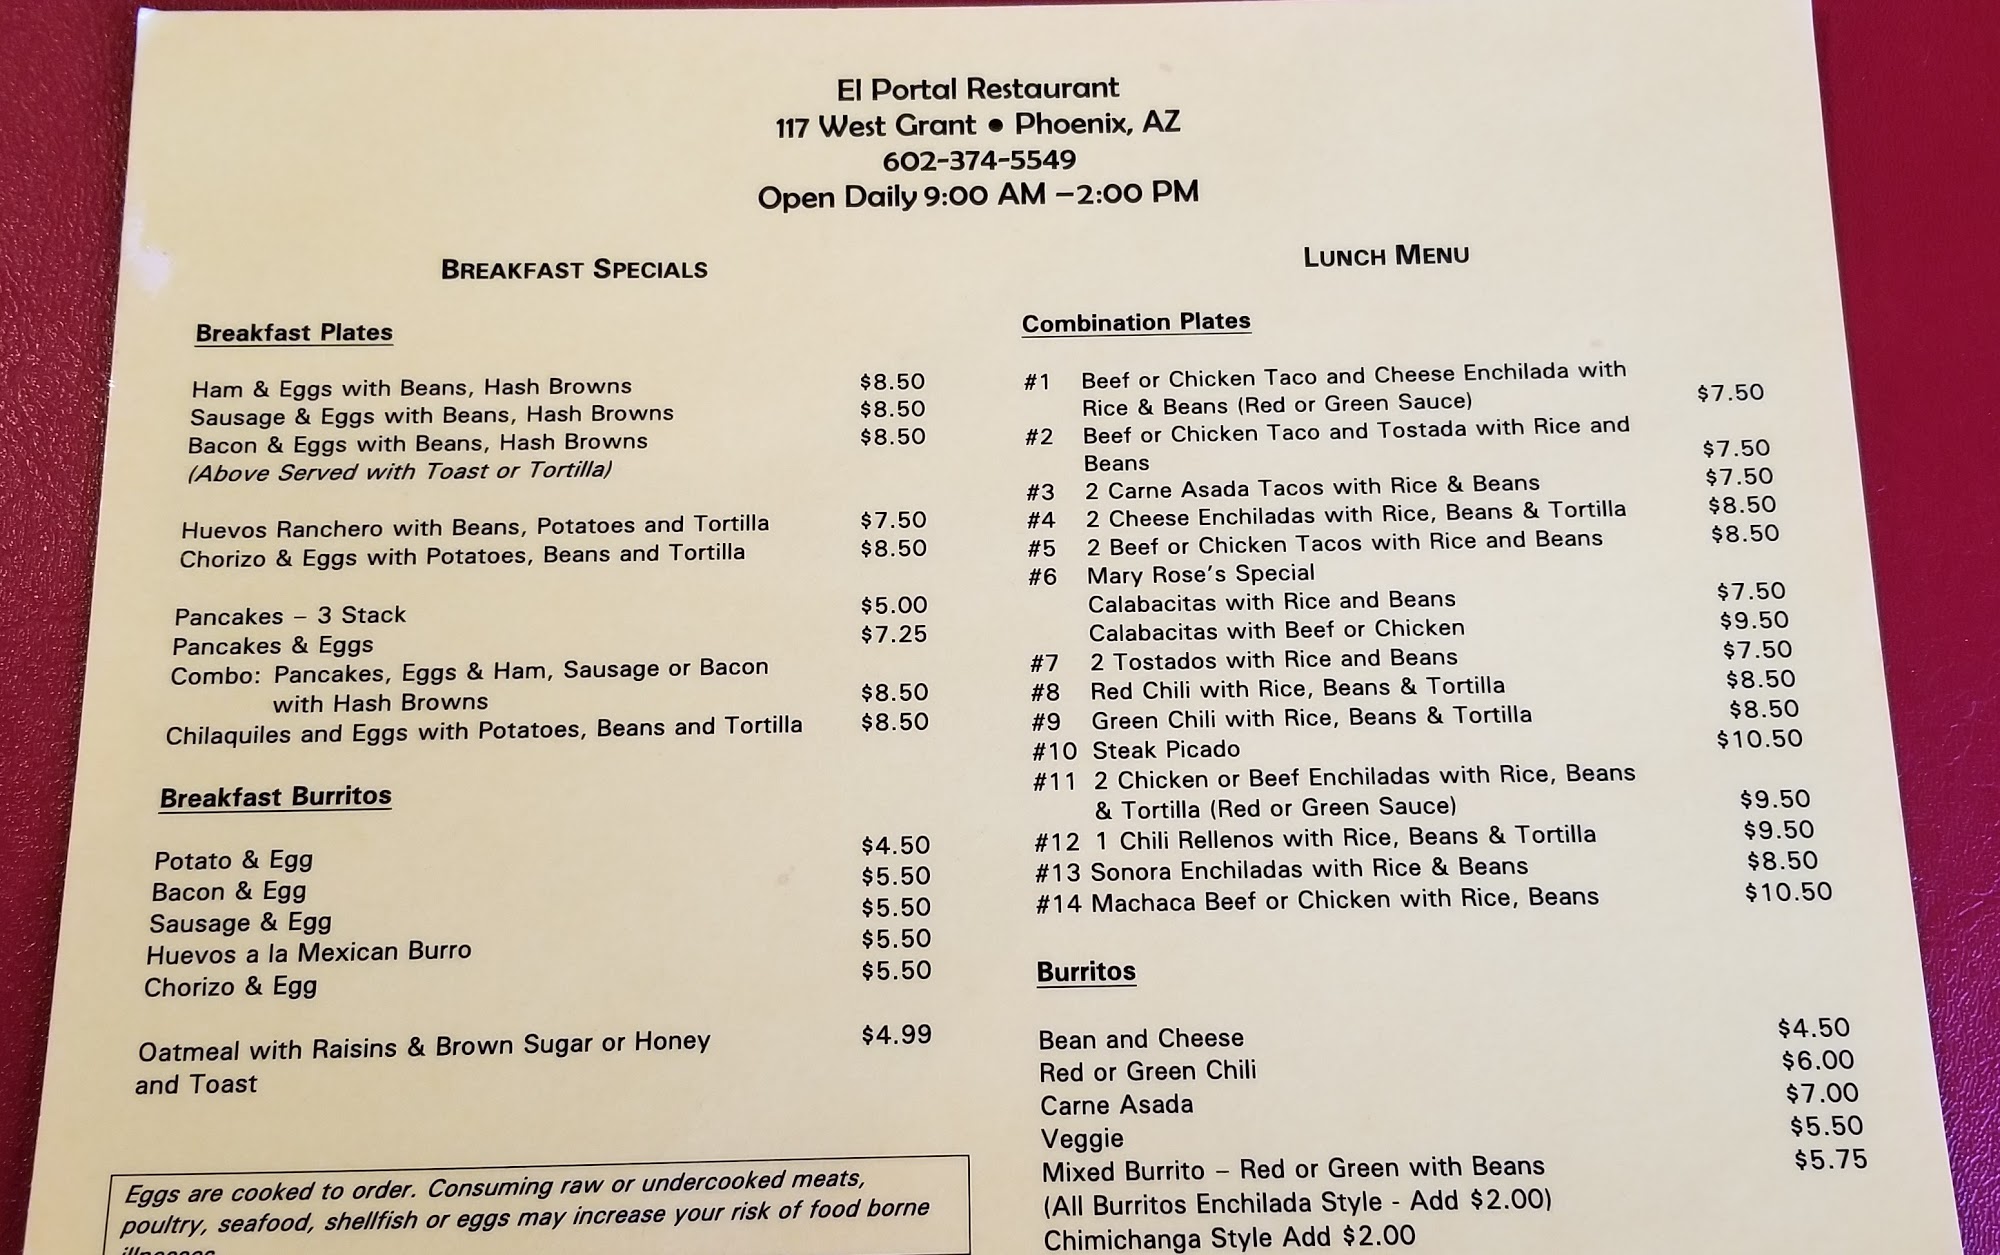 El Portal Restaurant
117 West Grant • Phoenix, AZ
602-374-5549
Open Daily 9:00 AM –2:00 PM
BREAKFAST SPECIALS
Breakfast Plates
Ham & Eggs with Beans, Hash Browns $8.50
Sausage & Eggs with Beans, Hash Browns $8.50
Bacon & Eggs with Beans, Hash Browns $8.50
(Above Served with Toast or Tortilla)
Huevos Ranchero with Beans, Potatoes and Tortilla $7.50
Chorizo & Eggs with Potatoes, Beans and Tortilla $8.50
Pancakes – 3 Stack $5.00
Pancakes & Eggs $7.25
Combo: Pancakes, Eggs & Ham, Sausage or Bacon
with Hash Browns $8.50
Chilaquiles and Eggs with Potatoes, Beans and Tortilla $8.50
Breakfast Burritos
Potato & Egg $4.50
Bacon & Egg $5.50
Sausage & Egg $5.50
Huevos a la Mexican Burro $5.50
Chorizo & Egg $5.50
Oatmeal with Raisins & Brown Sugar or Honey $4.99
and Toast
Eggs are cooked to order. Consuming raw or undercooked meats,
poultry, seafood, shellfish or eggs may increase your risk of food borne
illnesses
LUNCH MENU
Combination Plates
#1 Beef or Chicken Taco and Cheese Enchilada with
Rice & Beans (Red or Green Sauce) $7.50
#2 Beef or Chicken Taco and Tostada with Rice and
Beans $7.50
#3 2 Carne Asada Tacos with Rice & Beans $7.50
#4 2 Cheese Enchiladas with Rice, Beans & Tortilla $8.50
#5 2 Beef or Chicken Tacos with Rice and Beans $8.50
#6 Mary Rose's Special
Calabacitas with Rice and Beans $7.50
Calabacitas with Beef or Chicken $9.50
#7 2 Tostados with Rice and Beans $7.50
#8 Red Chili with Rice, Beans & Tortilla $8.50
#9 Green Chili with Rice, Beans & Tortilla $8.50
#10 Steak Picado $10.50
#11 2 Chicken or Beef Enchiladas with Rice, Beans
& Tortilla (Red or Green Sauce) $9.50
#12 1 Chili Rellenos with Rice, Beans & Tortilla $9.50
#13 Sonora Enchiladas with Rice & Beans $8.50
#14 Machaca Beef or Chicken with Rice, Beans $10.50
Burritos
Bean and Cheese $4.50
Red or Green Chili $6.00
Carne Asada $7.00
Veggie $5.50
Mixed Burrito – Red or Green with Beans $5.75
(All Burritos Enchilada Style - Add $2.00)
Chimichanga Style Add $2.00